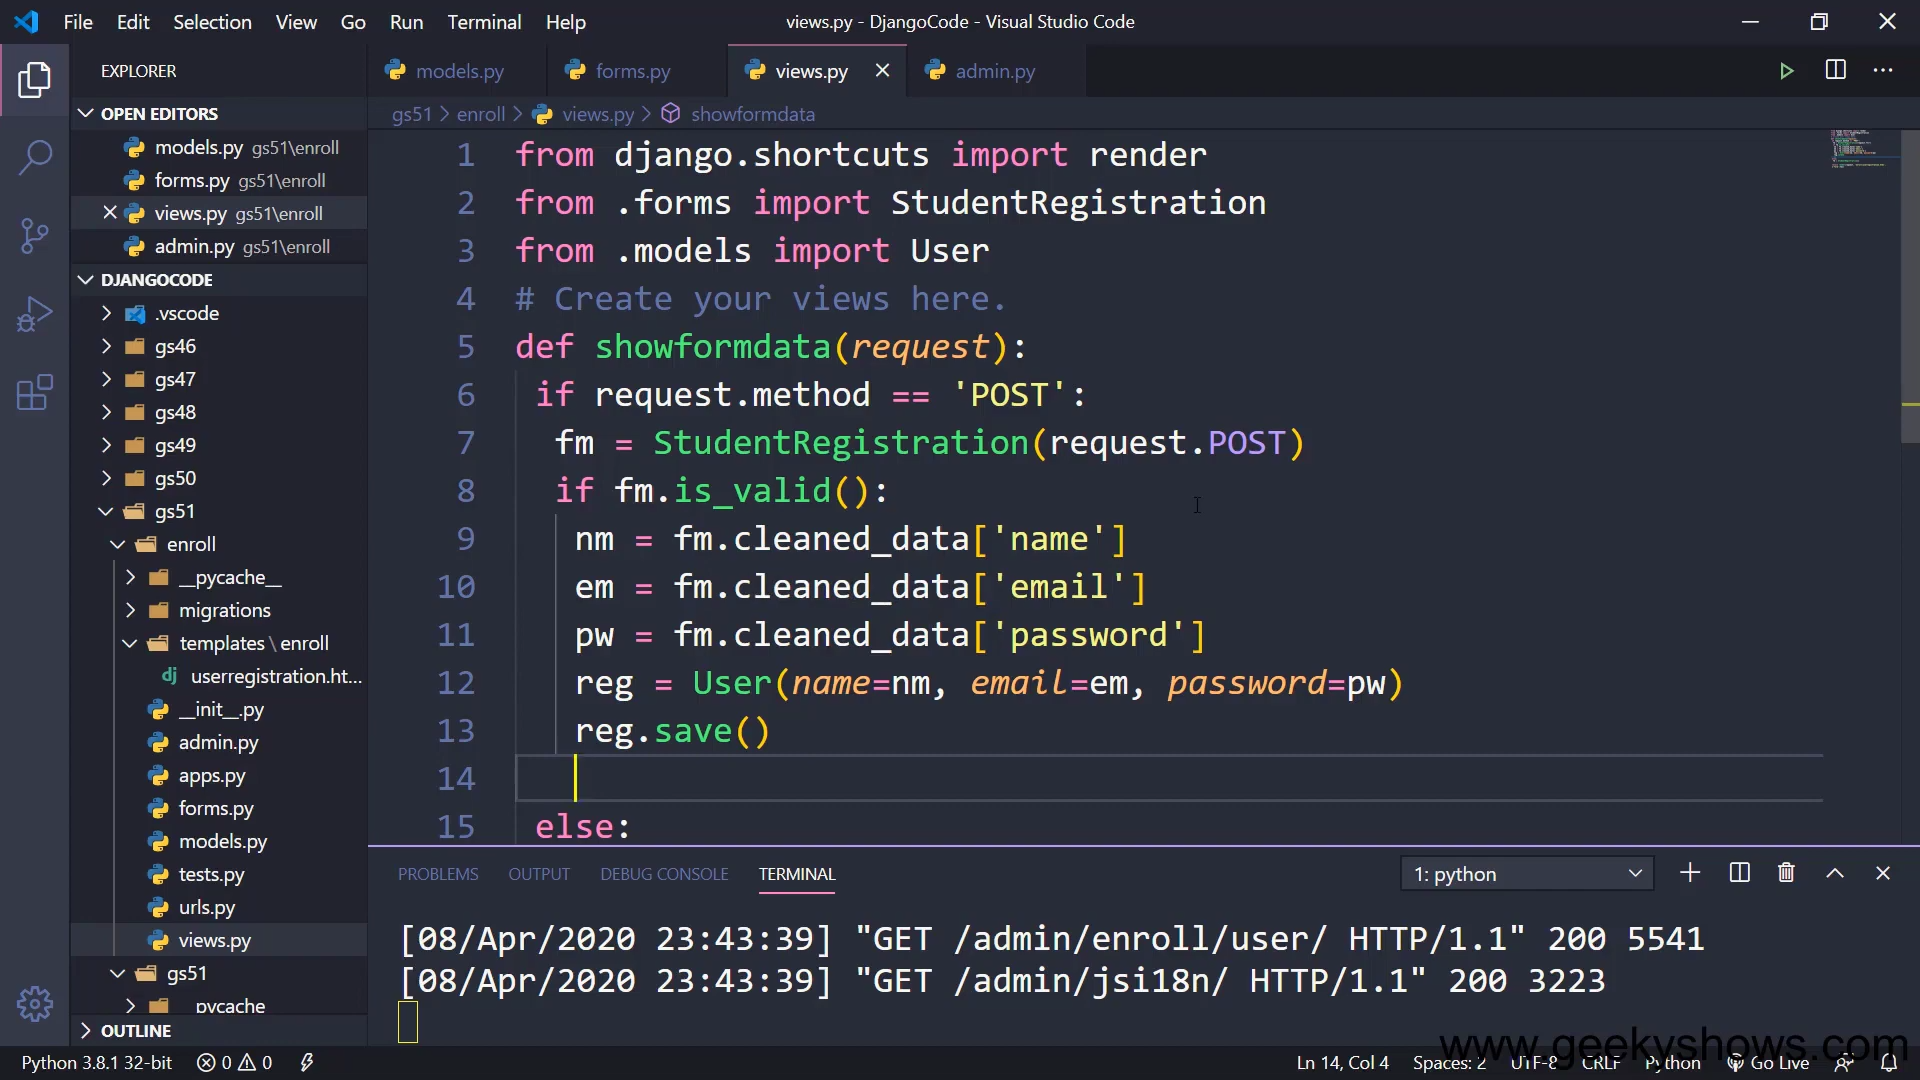 File Edit Selection View Go Run Terminal Help views.py - DjangoCode - Visual Studio Code
EXPLORER
OPEN EDITORS
models.py gs51\enroll
forms.py gs51\enroll
views.py gs51\enroll
admin.py gs51\enroll
DJANGOCODE
.vscode
gs46
gs47
gs48
gs49
gs50
gs51
enroll
__pycache__
migrations
templates\enroll
dj userregistration.ht...
__init__.py
admin.py
apps.py
forms.py
models.py
tests.py
urls.py
views.py
gs51
__pycache__
OUTLINE
models.py forms.py views.py admin.py
gs51 > enroll > views.py > showformdata
1 from django.shortcuts import render
2 from .forms import StudentRegistration
3 from .models import User
4 # Create your views here.
5 def showformdata(request):
6 if request.method == 'POST':
7 fm = StudentRegistration(request.POST)
8 if fm.is_valid():
9 nm = fm.cleaned_data['name']
10 em = fm.cleaned_data['email']
11 pw = fm.cleaned_data['password']
12 reg = User(name=nm, email=em, password=pw)
13 reg.save()
14
15 else:
PROBLEMS OUTPUT DEBUG CONSOLE TERMINAL 1: python
[08/Apr/2020 23:43:39] "GET /admin/enroll/user/ HTTP/1.1" 200 5541
[08/Apr/2020 23:43:39] "GET /admin/jsi18n/ HTTP/1.1" 200 3223
www.geekyshows.com
Python 3.8.1 32-bit 0 0 Ln 14, Col 4 Spaces: 2 UTF-8 CRLF Python Go Live